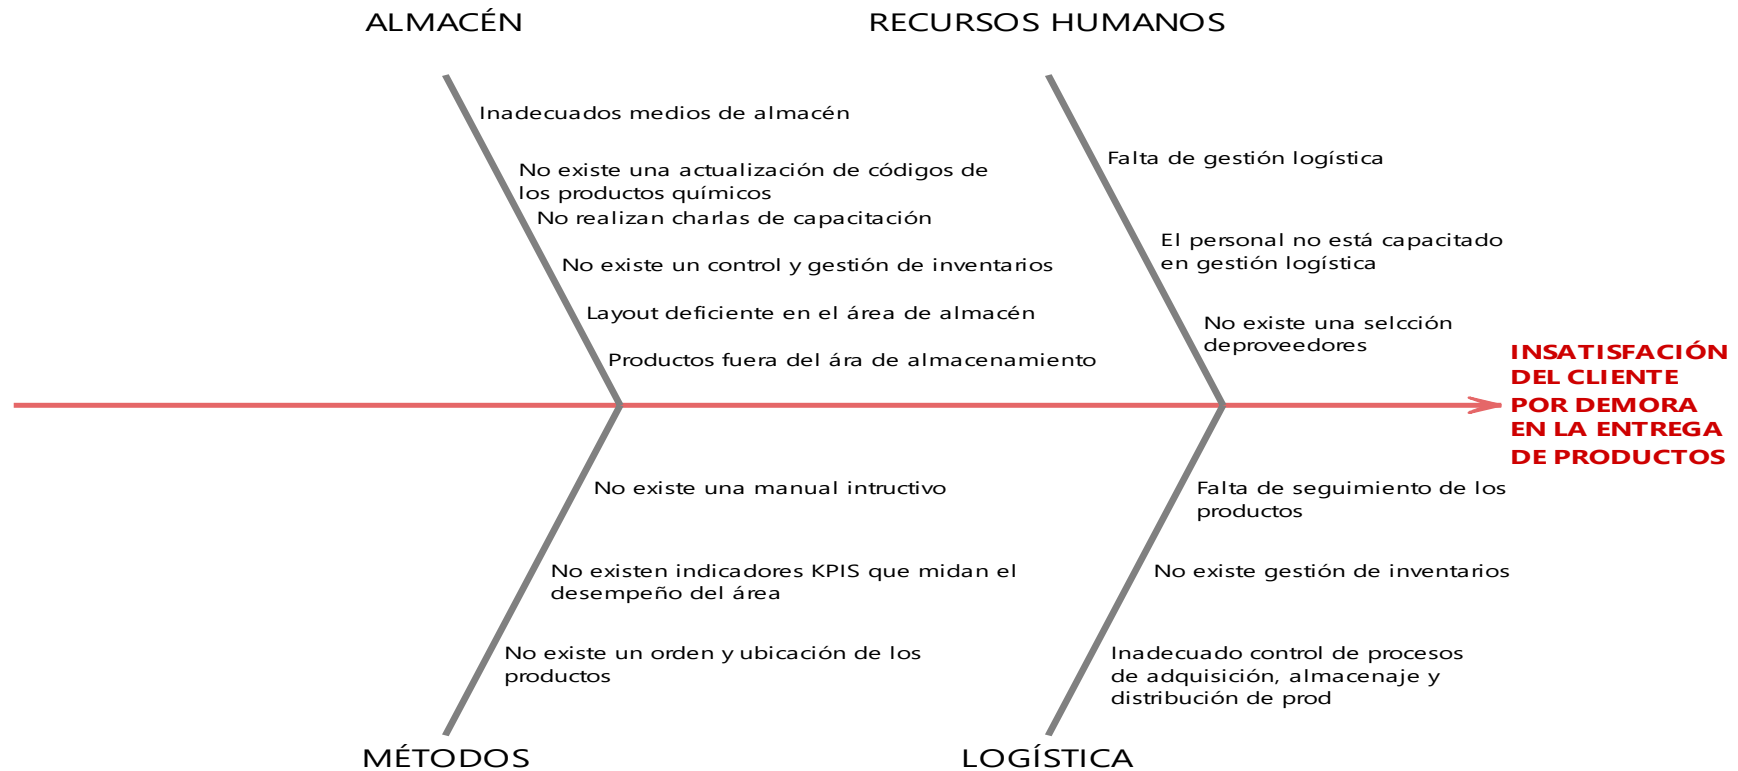 ALMACÉN
RECURSOS HUMANOS
Inadecuados medios de almacén
No existe una actualización de códigos de
los productos químicos
No realizan charlas de capacitación
No existe un control y gestión de inventarios
Layout deficiente en el área de almacén
Productos fuera del ára de almacenamiento
Falta de gestión logística
El personal no está capacitado
en gestión logística
No existe una selcción
deproveedores
INSATISFACIÓN
DEL CLIENTE
POR DEMORA
EN LA ENTREGA
DE PRODUCTOS
No existe una manual intructivo
No existen indicadores KPIS que midan el
desempeño del área
No existe un orden y ubicación de los
productos
Falta de seguimiento de los
productos
No existe gestión de inventarios
Inadecuado control de procesos
de adquisición, almacenaje y
distribución de prod
MÉTODOS
LOGÍSTICA